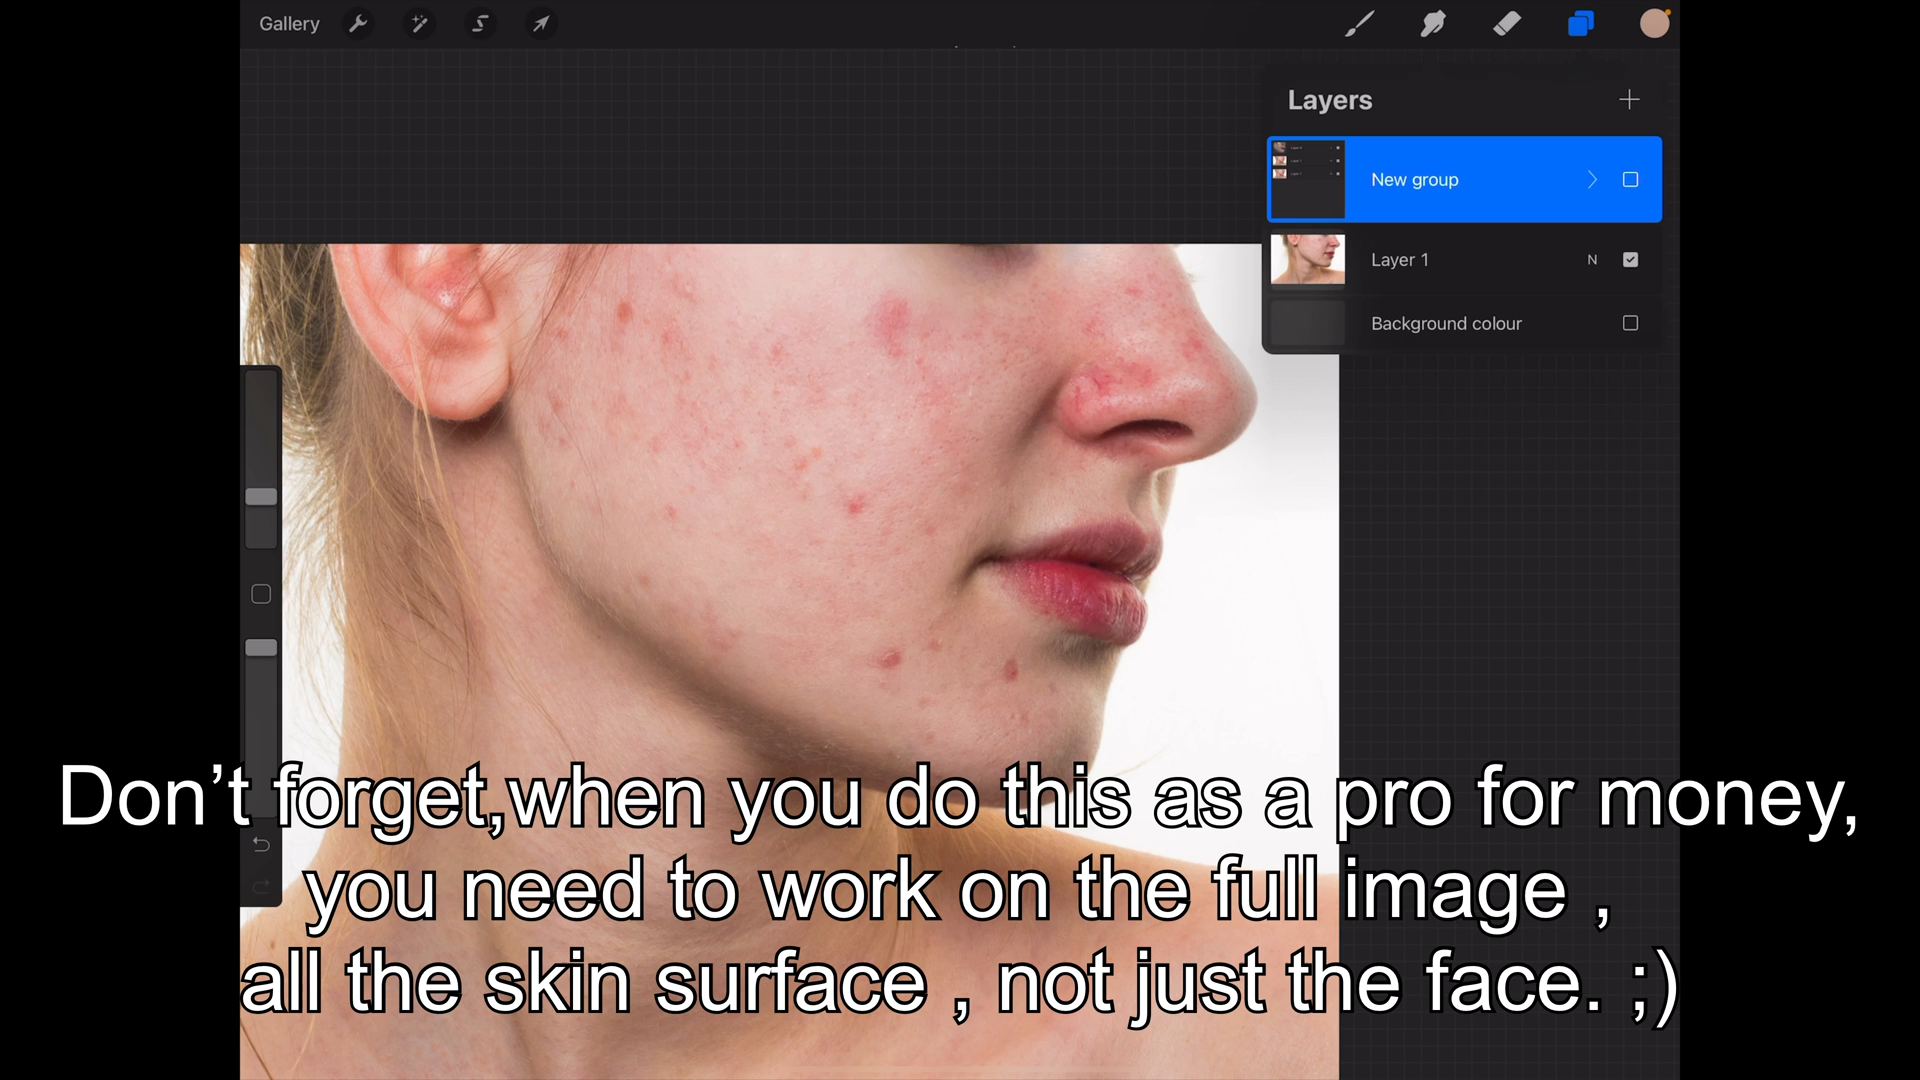 Gallery
Layers
New group
Layer 1 N
Background colour
Don’t forget,when you do this as a pro for money,
you need to work on the full image ,
all the skin surface , not just the face. ;)